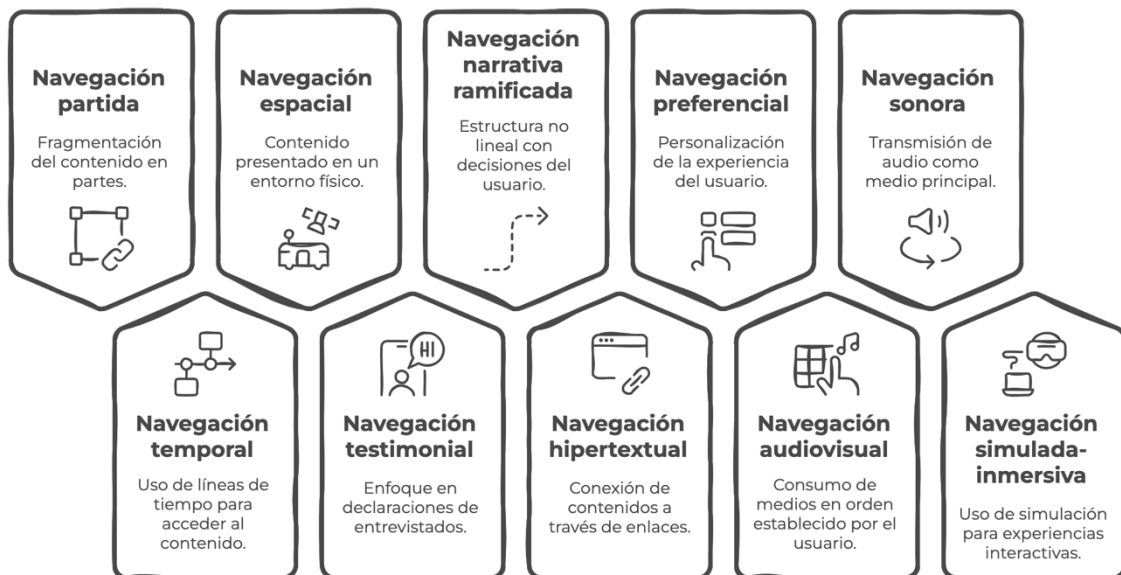 Navegación
partida
Fragmentación
del contenido en
partes.
Navegación
espacial
Contenido
presentado en un
entorno físico.
Navegación
narrativa
ramificada
Estructura no
lineal con
decisiones del
usuario.
Navegación
preferencial
Personalización
de la experiencia
del usuario.
Navegación
sonora
Transmisión de
audio como
medio principal.
Navegación
temporal
Uso de líneas de
tiempo para
acceder al
contenido.
HI
Navegación
testimonial
Enfoque en
declaraciones de
entrevistados.
Navegación
hipertextual
Conexión de
contenidos a
través de enlaces.
Navegación
audiovisual
Consumo de
medios en orden
establecido por el
usuario.
Navegación
simulada-
inmersiva
Uso de simulación
para experiencias
interactivas.